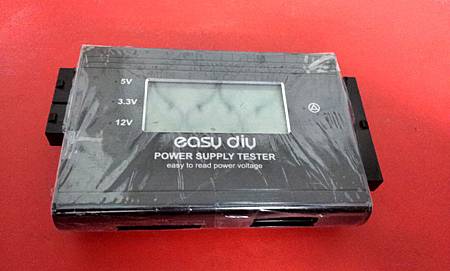 5V
3.3V
12V
easy diy
POWER SUPPLY TESTER
easy to read power voltage